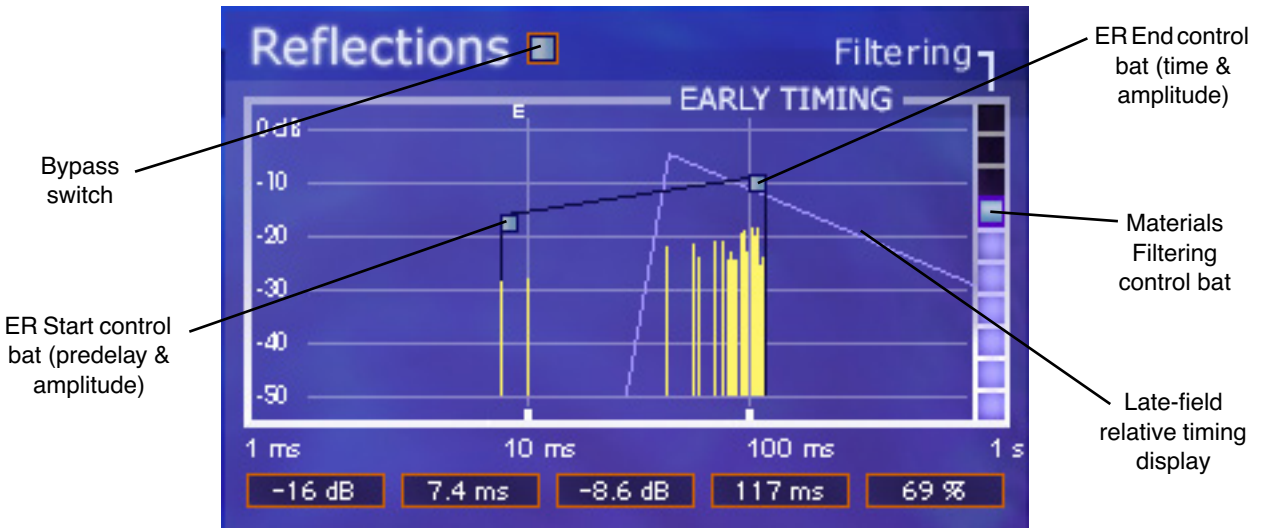 Reflections
Filtering
EARLY TIMING
E
0 dB
-10
-20
-30
-40
-50
1 ms
10 ms
100 ms
1 s
-16 dB
7.4 ms
-8.6 dB
117 ms
69 %
Bypass
switch
ER Start control
bat (predelay &
amplitude)
ER End control
bat (time &
amplitude)
Materials
Filtering
control bat
Late-field
relative timing
display